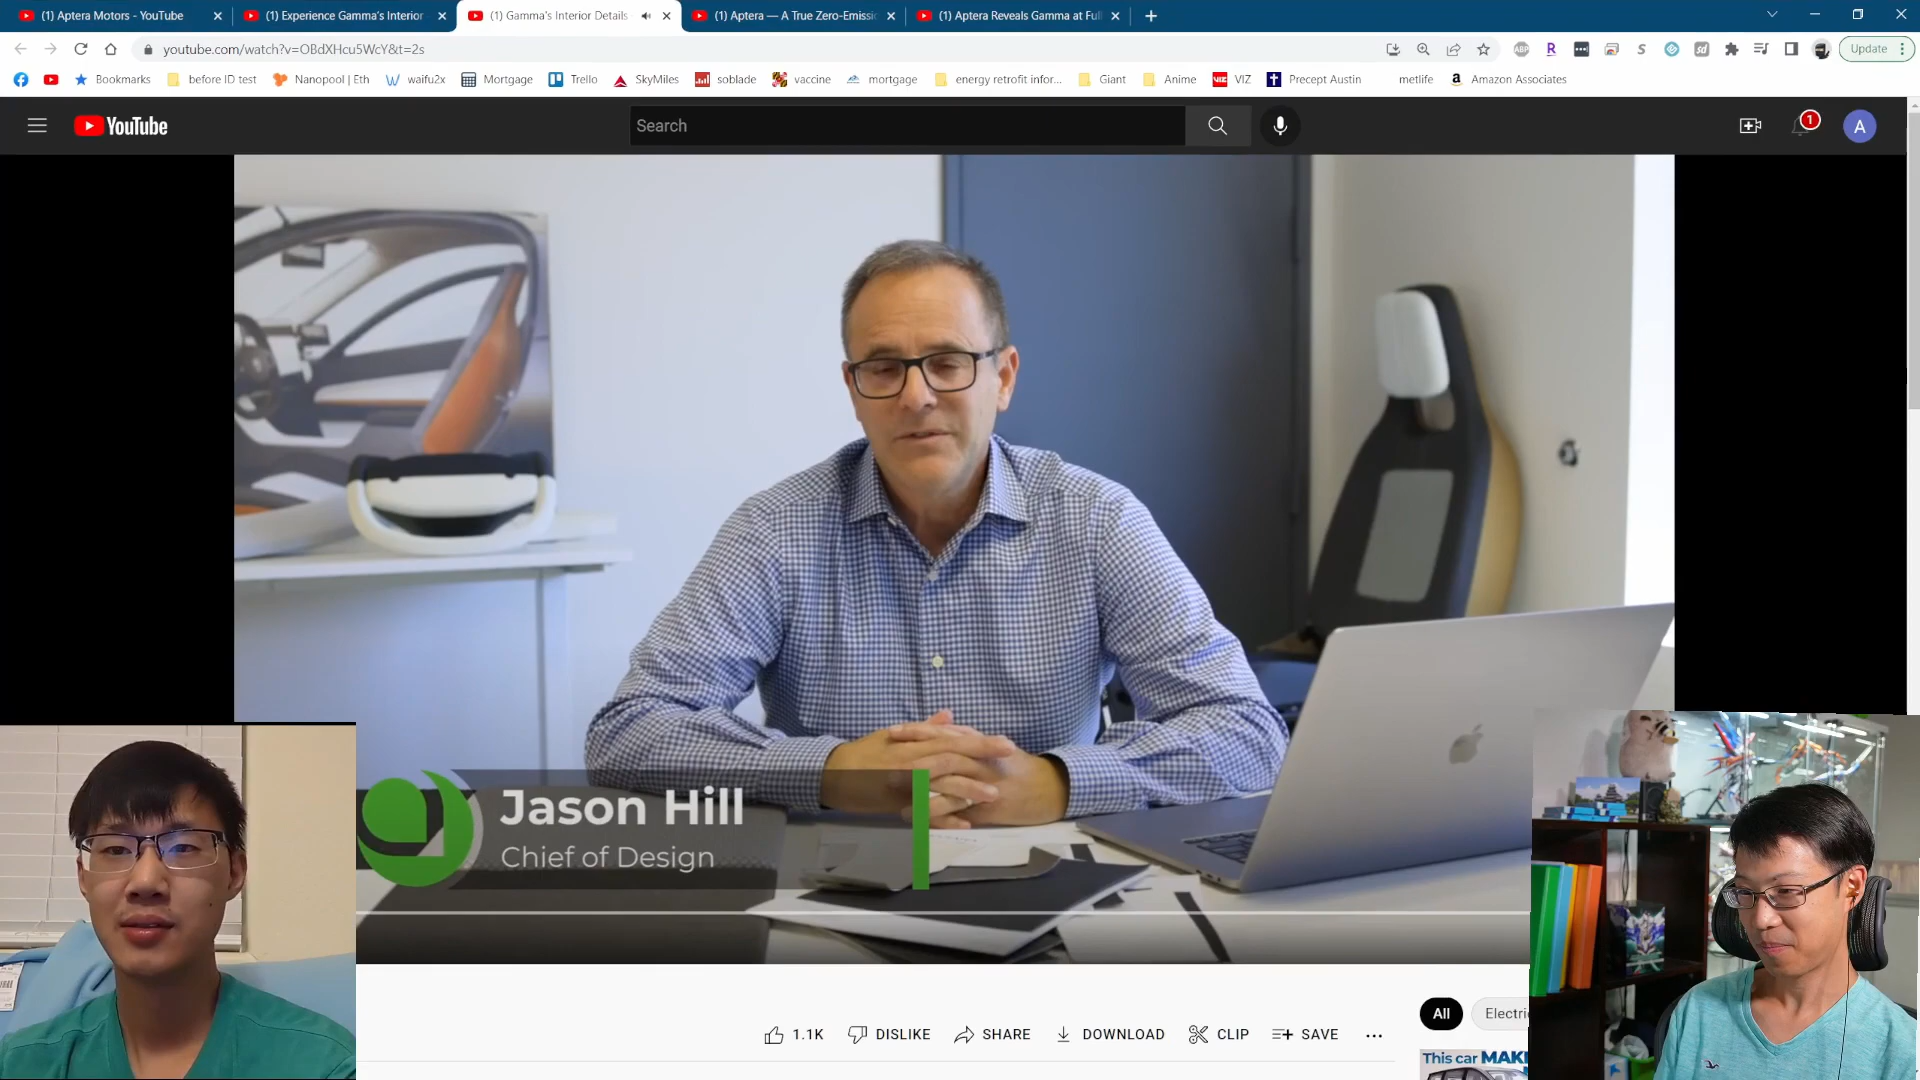 (1) Aptera Motors - YouTube
(1) Experience Gamma's Interior
(1) Gamma's Interior Details
(1) Aptera — A True Zero-Emissic
(1) Aptera Reveals Gamma at Full
youtube.com/watch?v=OBdXHcu5WcY&t=2s
Update
Bookmarks
before ID test
Nanopool | Eth
waifu2x
Mortgage
Trello
SkyMiles
soblade
vaccine
mortgage
energy retrofit infor...
Giant
Anime
VIZ
Precept Austin
metlife
Amazon Associates
YouTube
Search
1
A
Jason Hill
Chief of Design
1.1K
DISLIKE
SHARE
DOWNLOAD
CLIP
SAVE
All
Electri
This car MAK